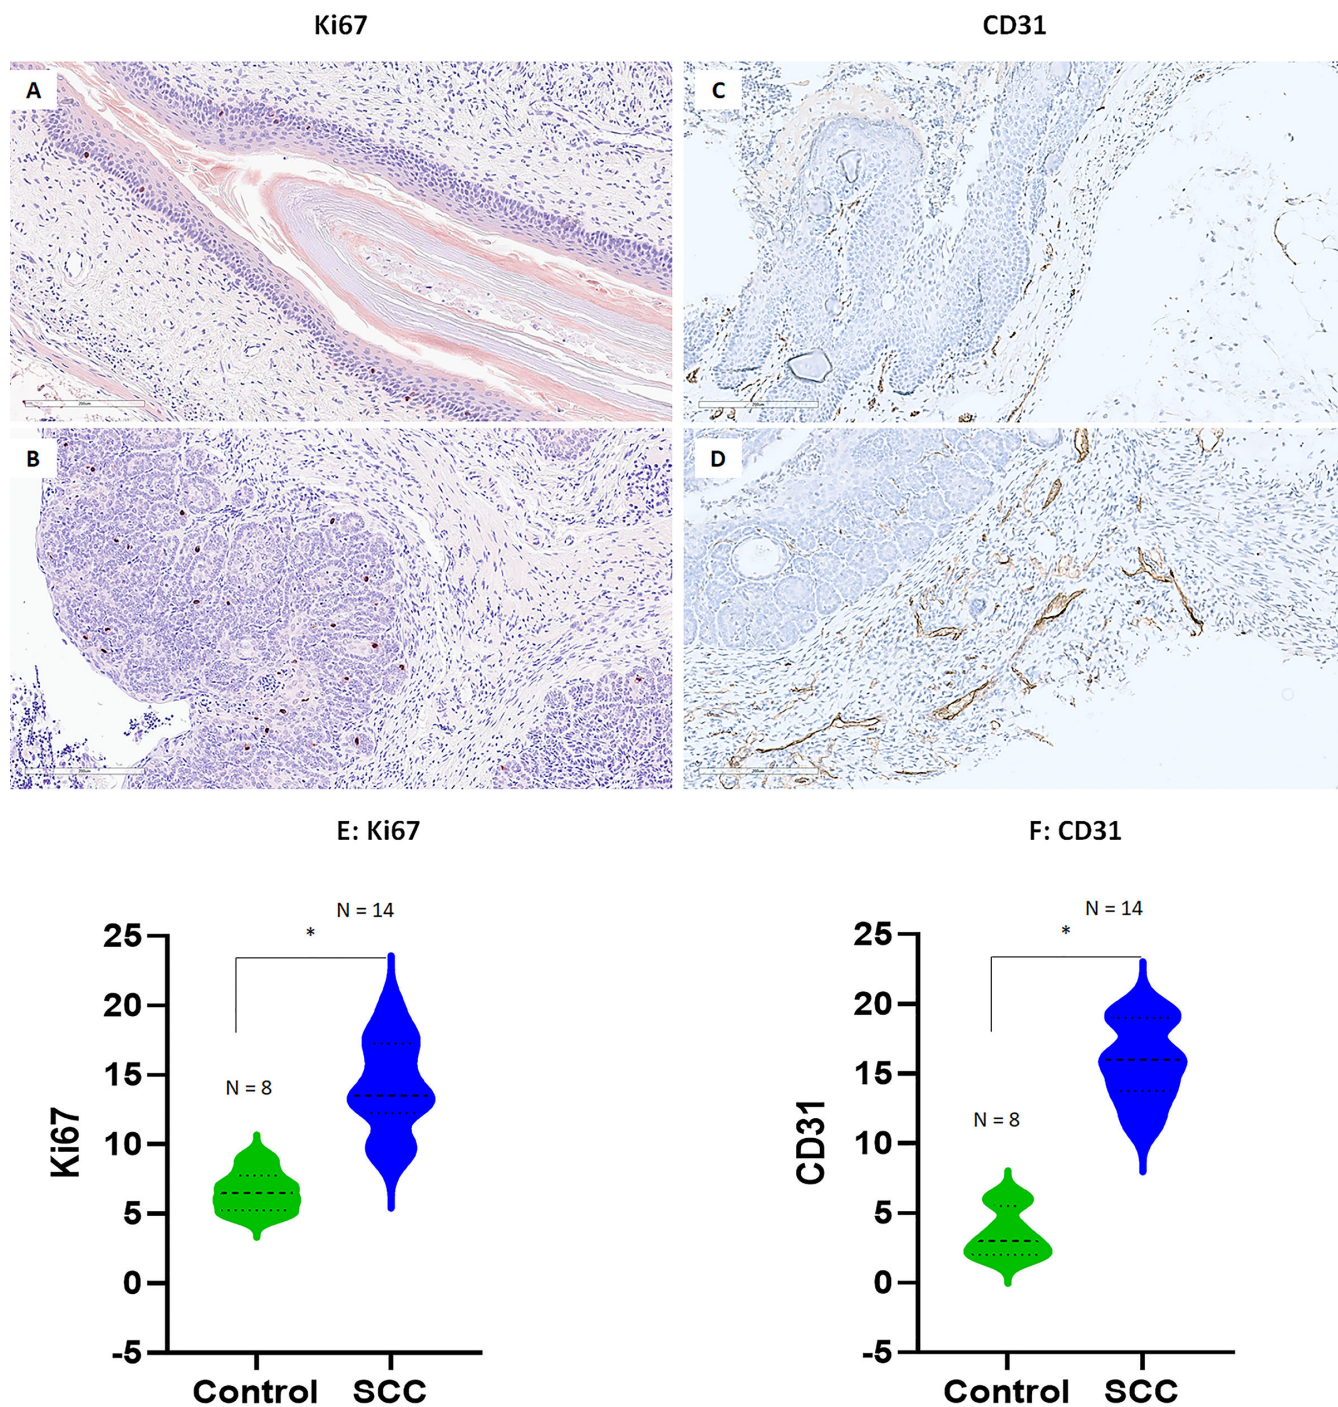 Ki67
CD31
A
C
B
D
E: Ki67
F: CD31
N = 14
*
25
20
15
10
5
0
-5
N = 8
Ki67
Control
SCC
N = 14
*
25
20
15
10
5
0
-5
N = 8
CD31
Control
SCC